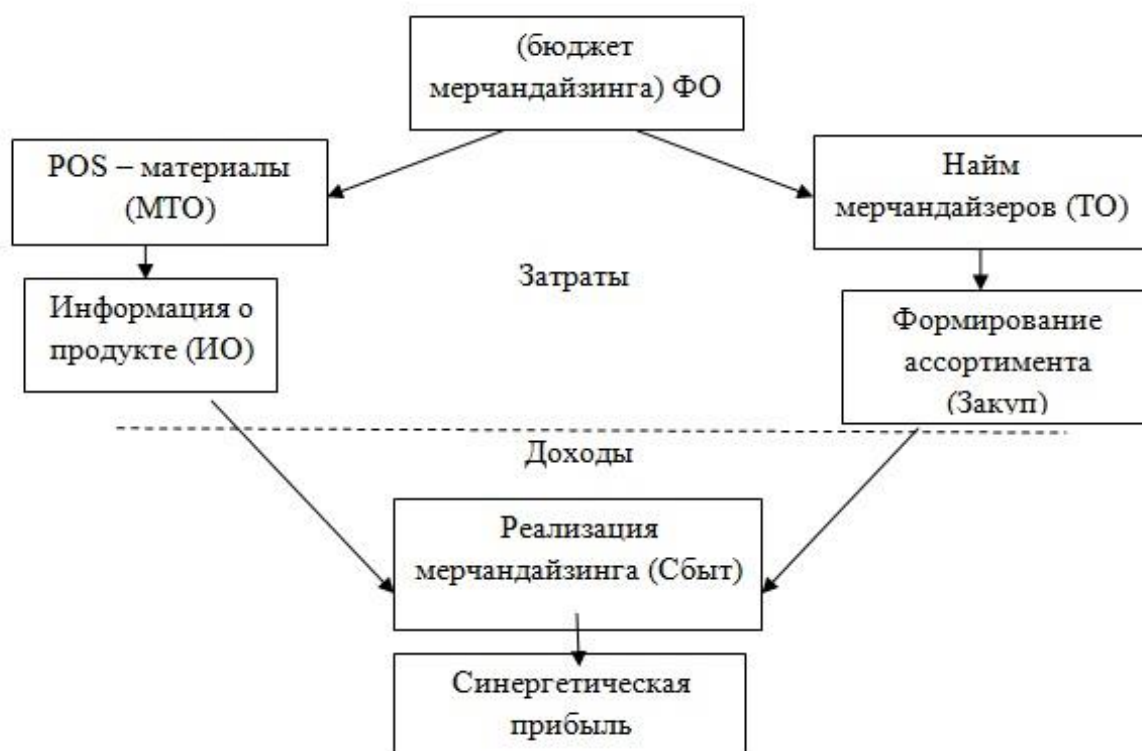 (бюджет
мерчандайзинга) ФО
POS – материалы
(МТО)
Найм
мерчандайзеров (ТО)
Затраты
Информация о
продукте (ИО)
Формирование
ассортимента
(Закуп)
Доходы
Реализация
мерчандайзинга (Сбыт)
Синергетическая
прибыль